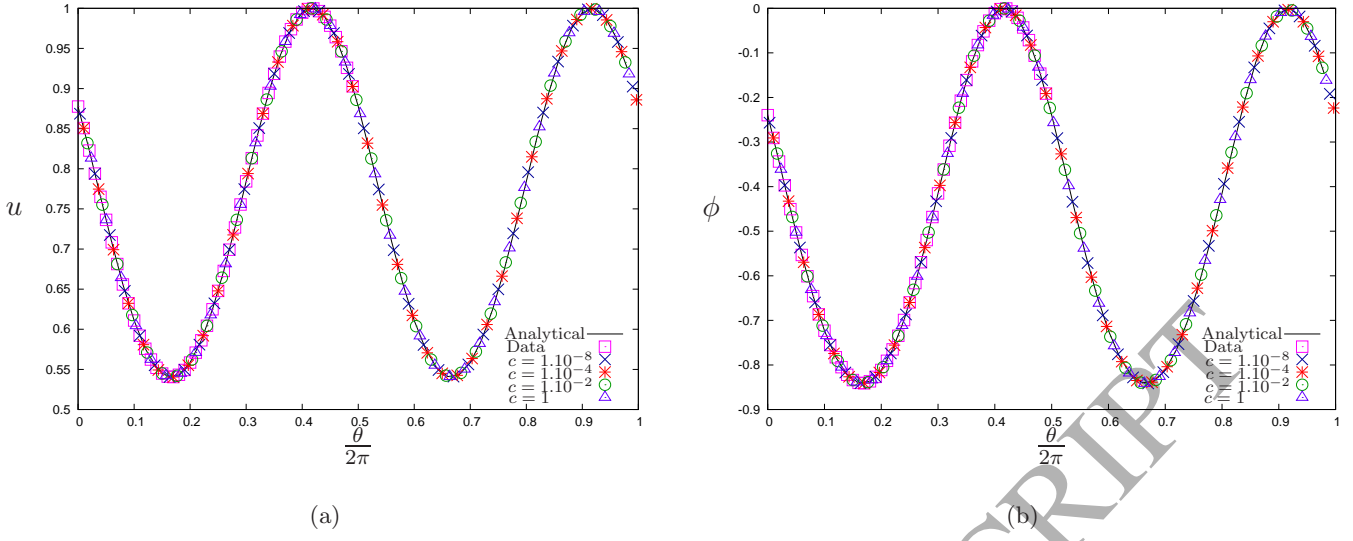 1
0.95
0.9
0.85
0.8
u
0.75
0.7
0.65
0.6
0.55
0.5
0 0.1 0.2 0.3 0.4 0.5 0.6 0.7 0.8 0.9 1
θ
2π
Analytical
Data
c = 1.10⁻⁸
c = 1.10⁻⁴
c = 1.10⁻²
c = 1
(a)
0
-0.1
-0.2
-0.3
-0.4
ϕ
-0.5
-0.6
-0.7
-0.8
-0.9
0 0.1 0.2 0.3 0.4 0.5 0.6 0.7 0.8 0.9 1
θ
2π
Analytical
Data
c = 1.10⁻⁸
c = 1.10⁻⁴
c = 1.10⁻²
c = 1
(b)
CRIPT